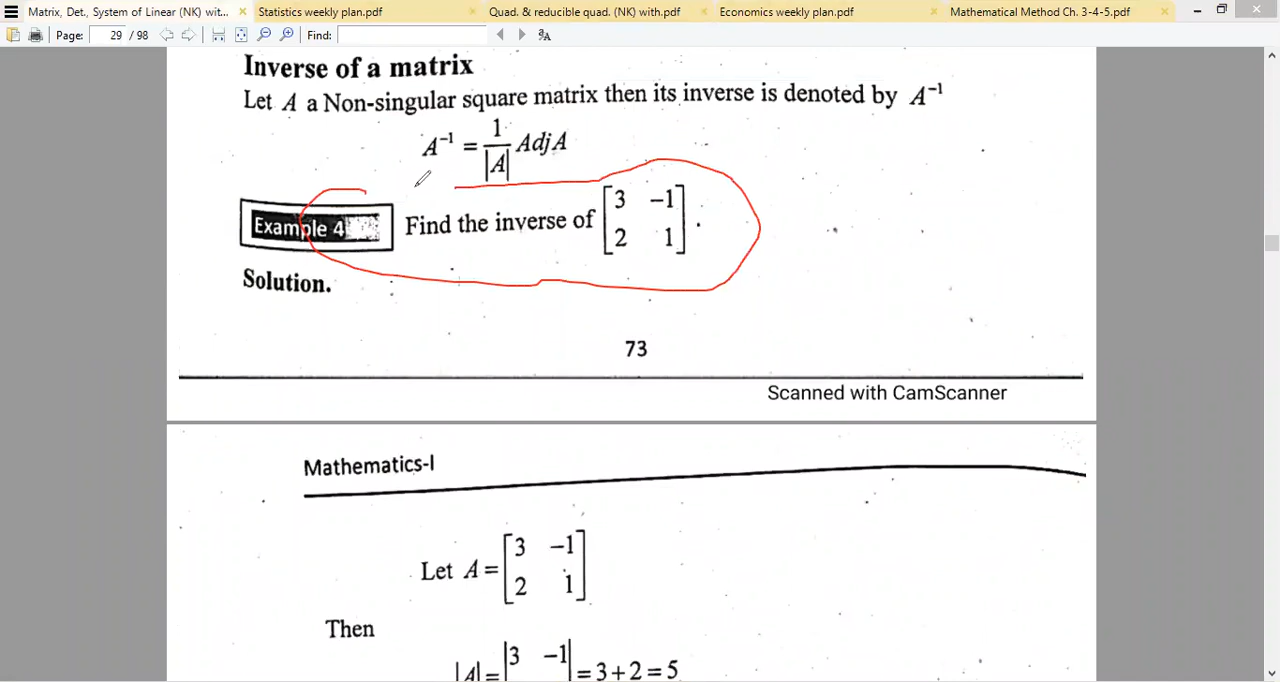 Matrix, Det., System of Linear (NK) wit... Statistics weekly plan.pdf Quad. & reducible quad. (NK) with.pdf Economics weekly plan.pdf Mathematical Method Ch. 3-4-5.pdf
Page: 29 / 98 Find:
Inverse of a matrix
Let A a Non-singular square matrix then its inverse is denoted by A⁻¹
A⁻¹ = 1/|A| Adj A
Example 4 Find the inverse of [3 −1; 2 1].
Solution.
73
Scanned with CamScanner
Mathematics-I
Let A = [3 −1; 2 1]
Then
|A| = |3 −1| = 3 + 2 = 5